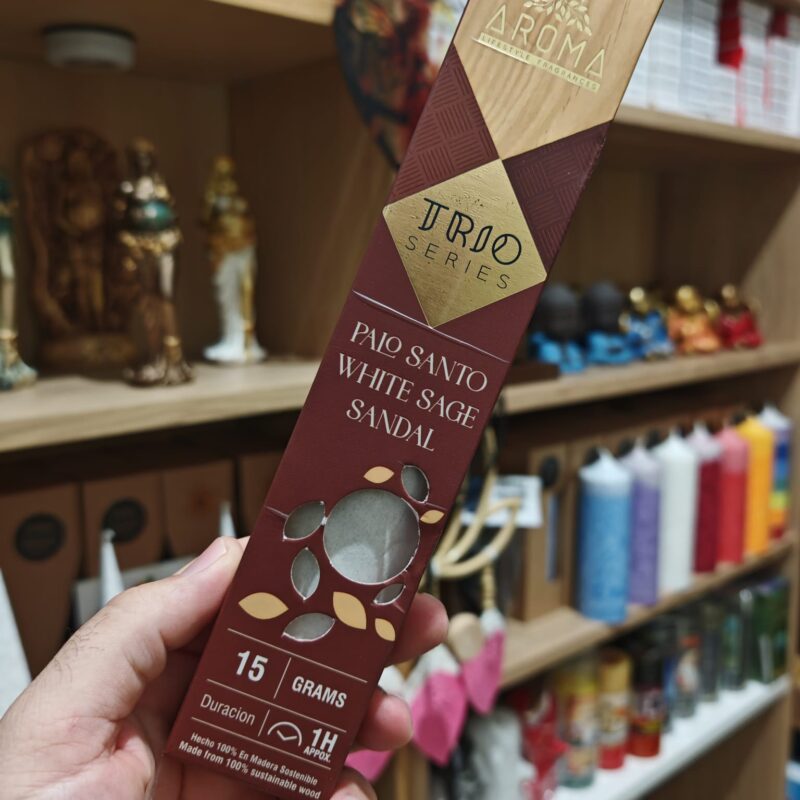 AROMA
LIFESTYLE FRAGRANCES
TRIO
SERIES
PALO SANTO
WHITE SAGE
SANDAL
15 GRAMS
Duracion 1H
APPOX.
Hecho 100% En Madera Sostenible
Made from 100% sustainable wood